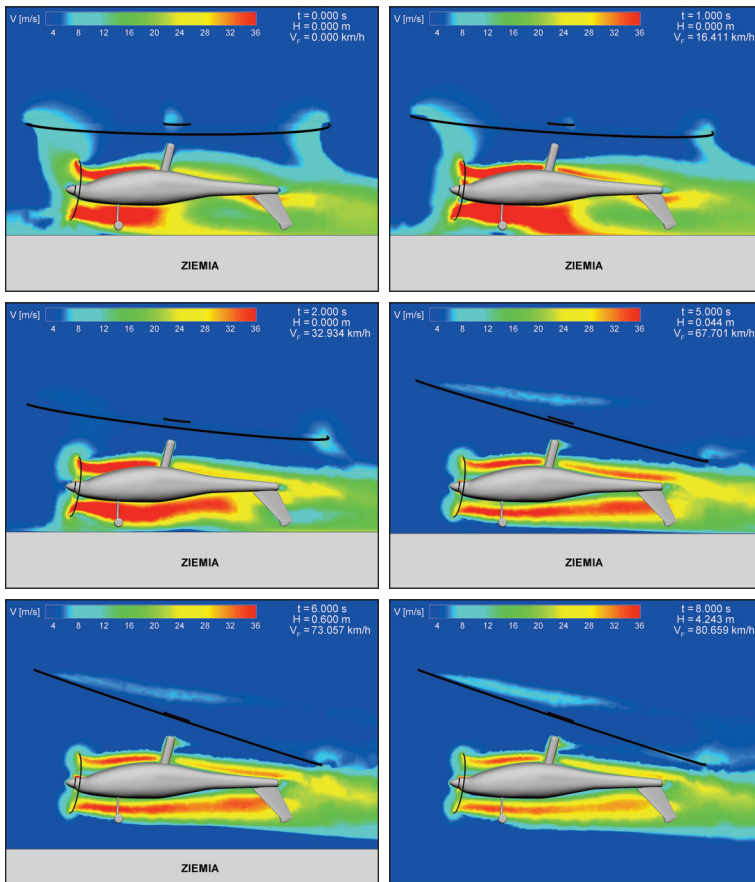 V [m/s]
4 8 12 16 20 24 28 32 36
t = 0.000 s
H = 0.000 m
V_F = 0.000 km/h
ZIEMIA
V [m/s]
4 8 12 16 20 24 28 32 36
t = 1.000 s
H = 0.000 m
V_F = 16.411 km/h
ZIEMIA
V [m/s]
4 8 12 16 20 24 28 32 36
t = 2.000 s
H = 0.000 m
V_F = 32.934 km/h
ZIEMIA
V [m/s]
4 8 12 16 20 24 28 32 36
t = 5.000 s
H = 0.044 m
V_F = 67.701 km/h
ZIEMIA
V [m/s]
4 8 12 16 20 24 28 32 36
t = 6.000 s
H = 0.600 m
V_F = 73.057 km/h
ZIEMIA
V [m/s]
4 8 12 16 20 24 28 32 36
t = 8.000 s
H = 4.243 m
V_F = 80.659 km/h